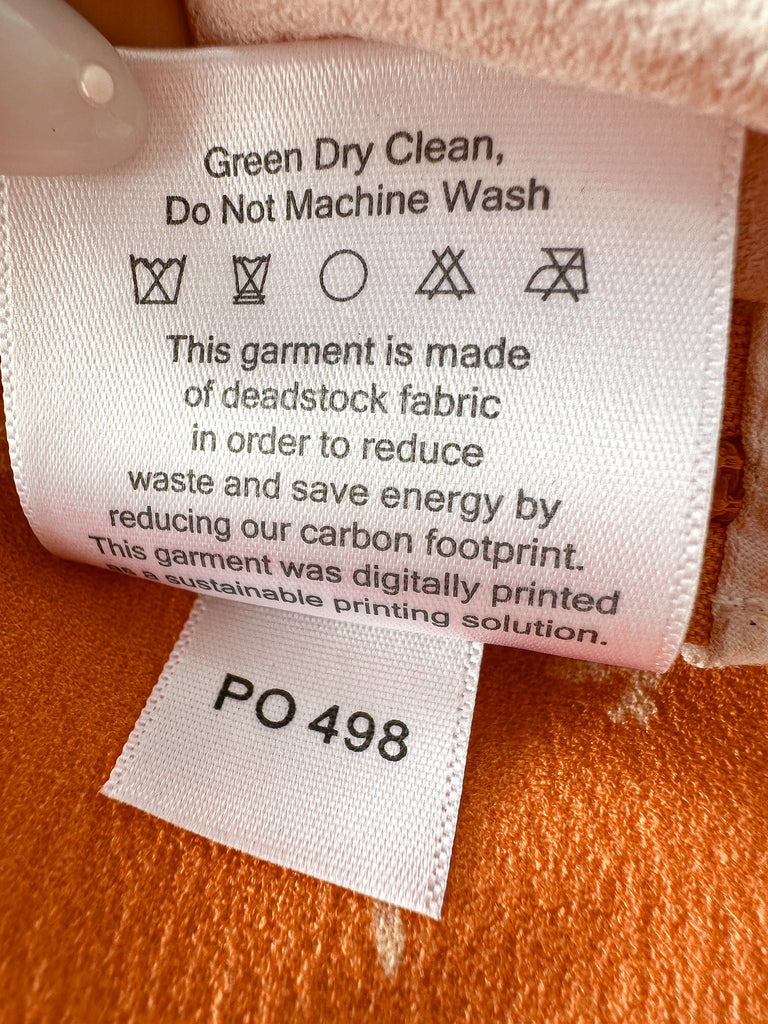 Green Dry Clean,
Do Not Machine Wash
This garment is made
of deadstock fabric
in order to reduce
waste and save energy by
reducing our carbon footprint.
This garment was digitally printed
as a sustainable printing solution.
PO 498